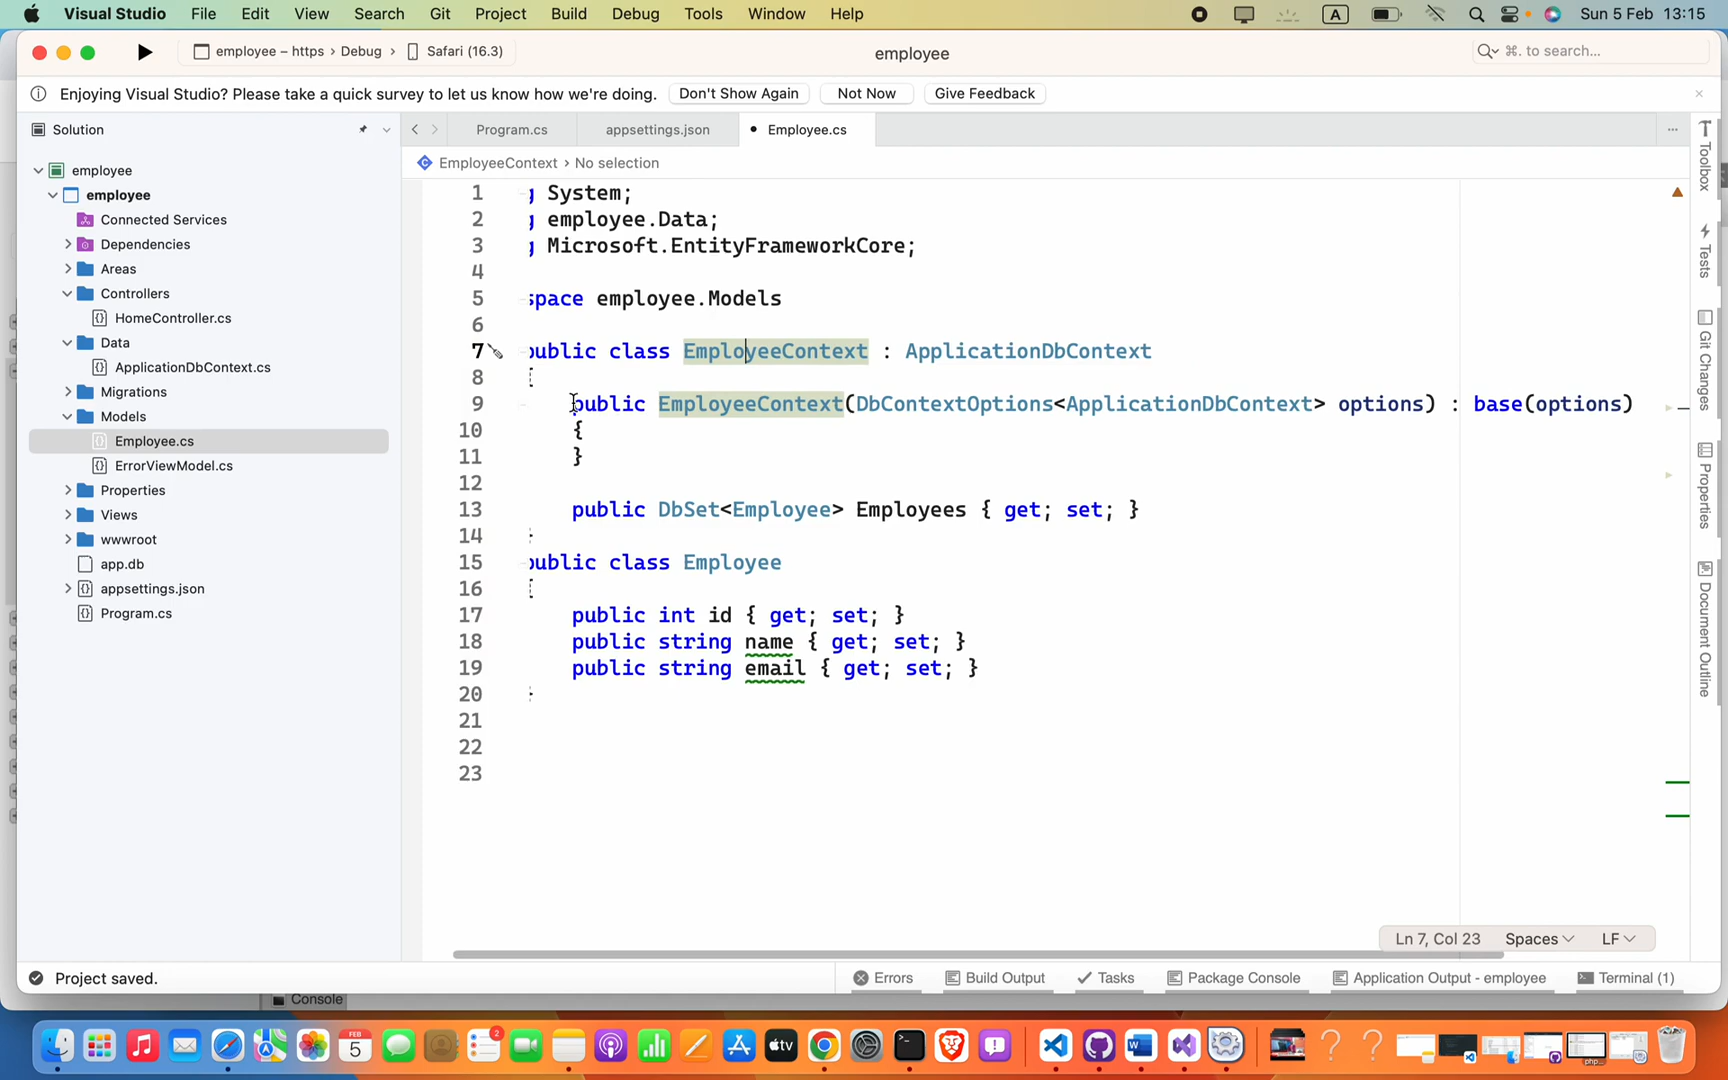 Visual Studio File Edit View Search Git Project Build Debug Tools Window Help A Sun 5 Feb 13:15
employee – https › Debug › Safari (16.3) employee ⌘. to search...
Enjoying Visual Studio? Please take a quick survey to let us know how we're doing. Don't Show Again Not Now Give Feedback
Solution
employee
employee
Connected Services
Dependencies
Areas
Controllers
HomeController.cs
Data
ApplicationDbContext.cs
Migrations
Models
Employee.cs
ErrorViewModel.cs
Properties
Views
wwwroot
app.db
appsettings.json
Program.cs
Program.cs appsettings.json Employee.cs
EmployeeContext › No selection
1 g System;
2 g employee.Data;
3 g Microsoft.EntityFrameworkCore;
4
5 space employee.Models
6
7 public class EmployeeContext : ApplicationDbContext
8 {
9 public EmployeeContext(DbContextOptions<ApplicationDbContext> options) : base(options)
10 {
11 }
12
13 public DbSet<Employee> Employees { get; set; }
14 }
15 public class Employee
16 {
17 public int id { get; set; }
18 public string name { get; set; }
19 public string email { get; set; }
20 }
21
22
23
Toolbox
Tests
Git Changes
Properties
Document Outline
Ln 7, Col 23 Spaces LF
Project saved. Errors Build Output Tasks Package Console Application Output - employee Terminal (1)
Console
FEB
5
2
tv